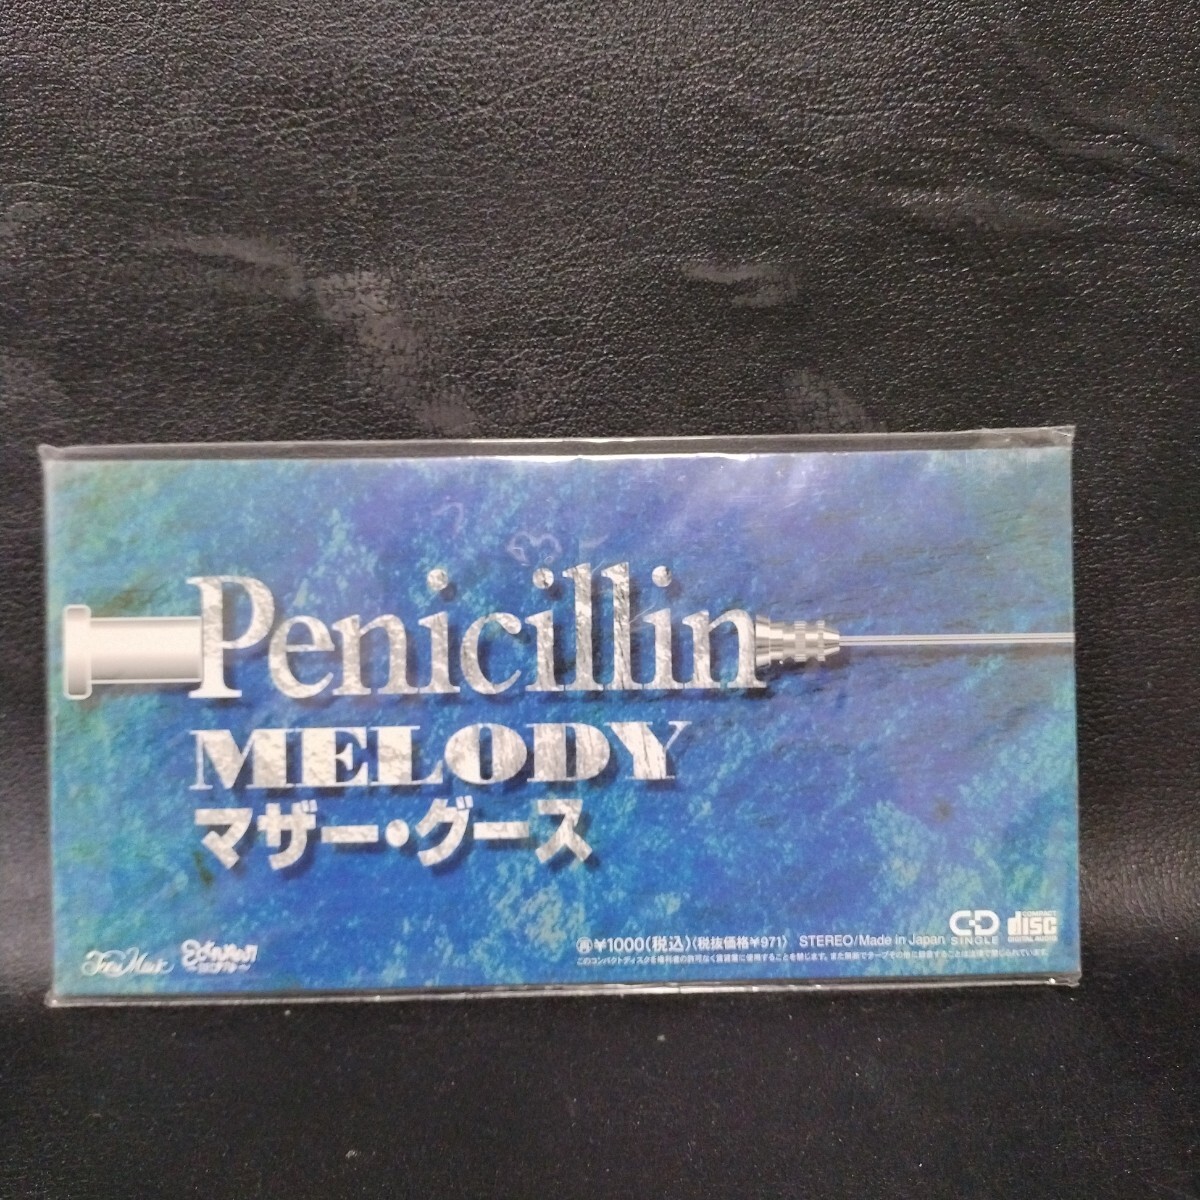 Penicillin
MELODY
マザー・グース
¥1000(税込)〈税抜価格¥971〉 STEREO/Made in Japan
CD
SINGLE
COMPACT
disc
DIGITAL AUDIO